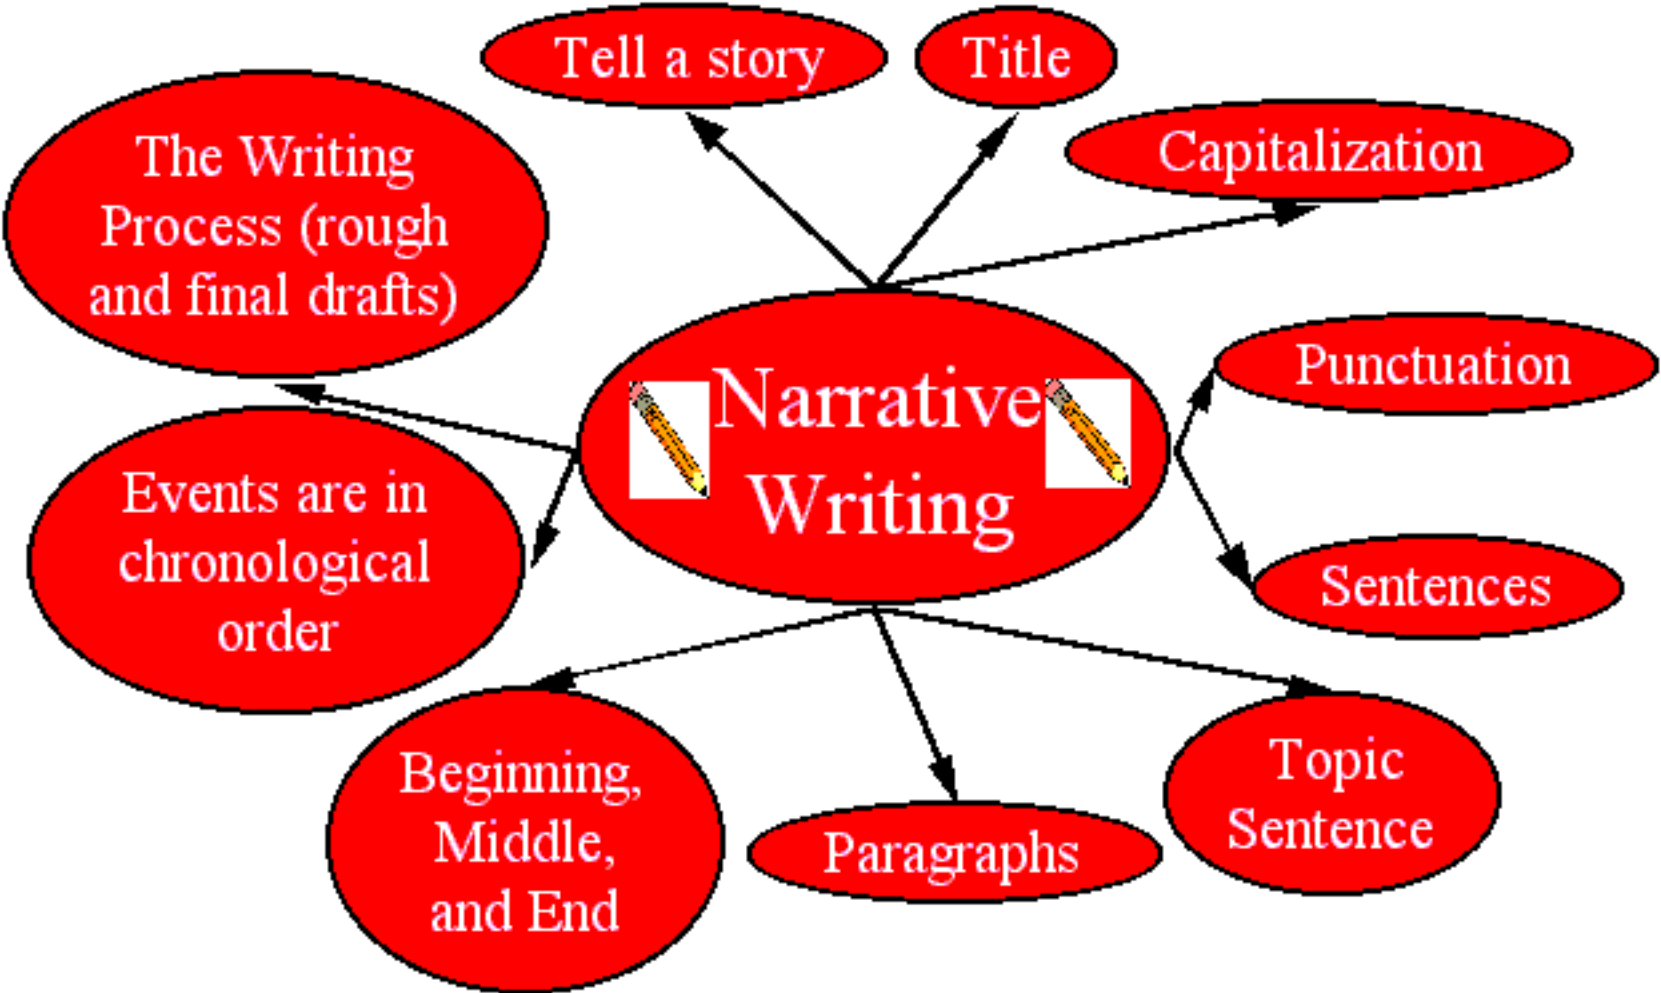 Tell a story
Title
Capitalization
The Writing
Process (rough
and final drafts)
Narrative
Writing
Punctuation
Events are in
chronological
order
Sentences
Beginning,
Middle,
and End
Paragraphs
Topic
Sentence